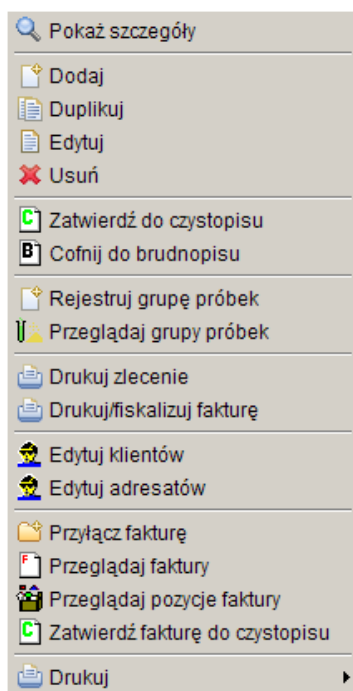 Pokaż szczegóły
Dodaj
Duplikuj
Edytuj
Usuń
C Zatwierdź do czystopisu
B Cofnij do brudnopisu
Rejestruj grupę próbek
Przeglądaj grupy próbek
Drukuj zlecenie
Drukuj/fiskalizuj fakturę
Edytuj klientów
Edytuj adresatów
Przyłącz fakturę
F Przeglądaj faktury
Przeglądaj pozycje faktury
C Zatwierdź fakturę do czystopisu
Drukuj